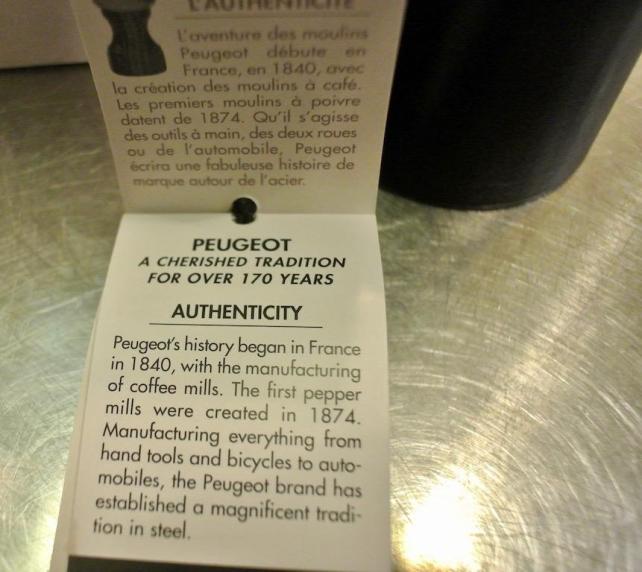 L'AUTHENTICITÉ
L'aventure des moulins
Peugeot débute en
France, en 1840, avec
la création des moulins à café.
Les premiers moulins à poivre
datent de 1874. Qu'il s'agisse
des outils à main, des deux roues
ou de l'automobile, Peugeot
écrira une fabuleuse histoire de
marque autour de l'acier.
PEUGEOT
A CHERISHED TRADITION
FOR OVER 170 YEARS
AUTHENTICITY
Peugeot's history began in France
in 1840, with the manufacturing
of coffee mills. The first pepper
mills were created in 1874.
Manufacturing everything from
hand tools and bicycles to auto-
mobiles, the Peugeot brand has
established a magnificent tradi-
tion in steel.